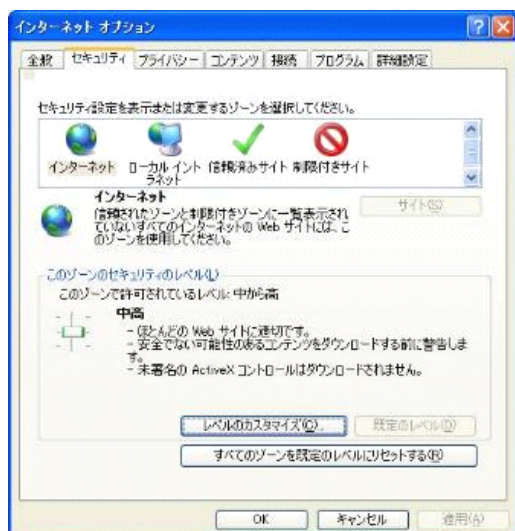 インターネット オプション
全般 セキュリティ プライバシー コンテンツ 接続 プログラム 詳細設定
セキュリティ設定を表示または変更するゾーンを選択してください。
インターネット ローカル イントラネット 信頼済みサイト 制限付きサイト
インターネット
信頼されたゾーンと制限付きゾーンに一覧表示され
ていないすべてのインターネットの Web サイトには、こ
のゾーンを使用してください。
サイト(S)
このゾーンのセキュリティのレベル(L)
このゾーンで許可されているレベル: 中から高
中高
- ほとんどの Web サイトに適切です。
- 安全でない可能性のあるコンテンツをダウンロードする前に警告しま
す。
- 未署名の ActiveX コントロールはダウンロードされません。
レベルのカスタマイズ(C)... 既定のレベル(D)
すべてのゾーンを既定のレベルにリセットする(R)
OK キャンセル 適用(A)